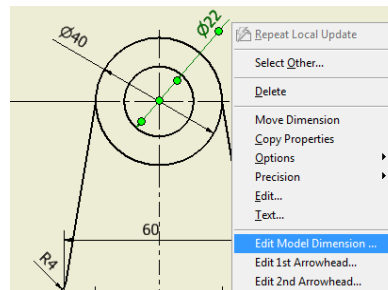 Ø22
Ø40
60
R4
Repeat Local Update
Select Other...
Delete
Move Dimension
Copy Properties
Options
Precision
Edit...
Text...
Edit Model Dimension ...
Edit 1st Arrowhead...
Edit 2nd Arrowhead...